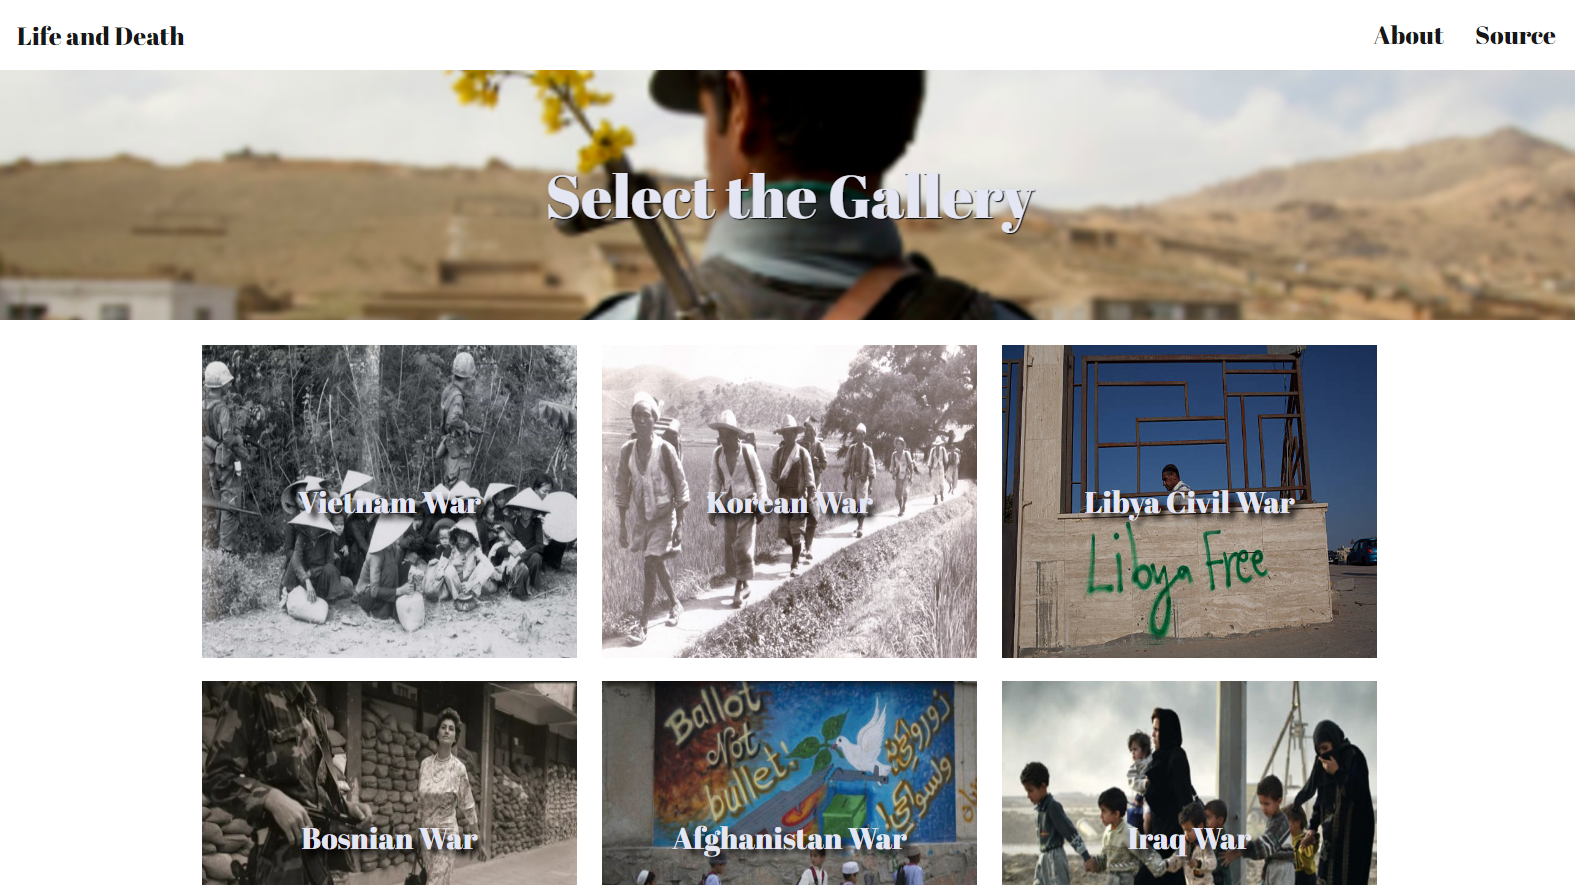 Life and Death
About
Source
Select the Gallery
Vietnam War
Korean War
Libya Civil War
Libya Free
Ballot
Not
bullet!
Bosnian War
Afghanistan War
Iraq War